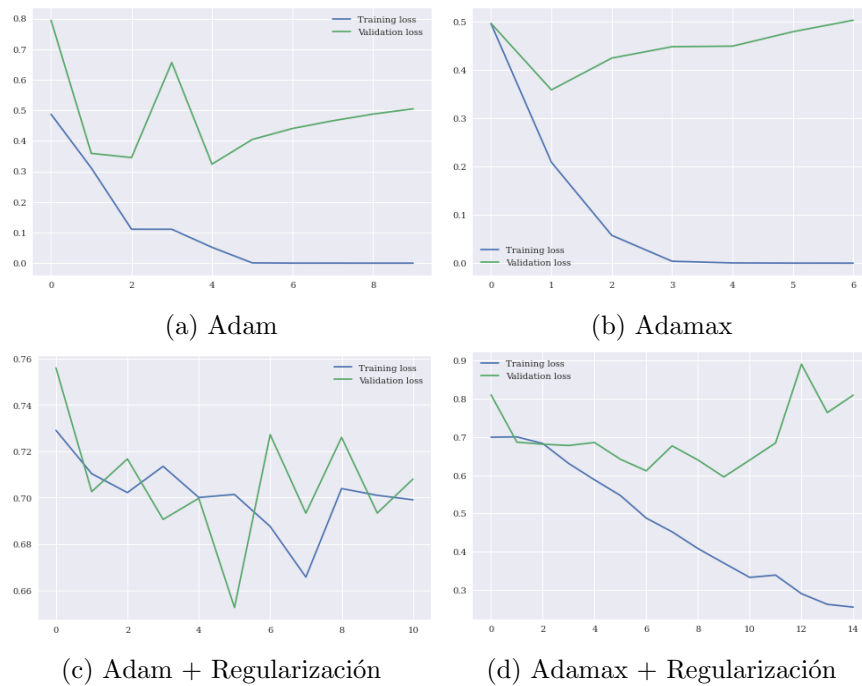 0.8
0.7
0.6
0.5
0.4
0.3
0.2
0.1
0.0
0 2 4 6 8
Training loss
Validation loss
(a) Adam
0.5
0.4
0.3
0.2
0.1
0.0
0 1 2 3 4 5 6
Training loss
Validation loss
(b) Adamax
0.76
0.74
0.72
0.70
0.68
0.66
0 2 4 6 8 10
Training loss
Validation loss
(c) Adam + Regularización
0.9
0.8
0.7
0.6
0.5
0.4
0.3
0 2 4 6 8 10 12 14
Training loss
Validation loss
(d) Adamax + Regularización